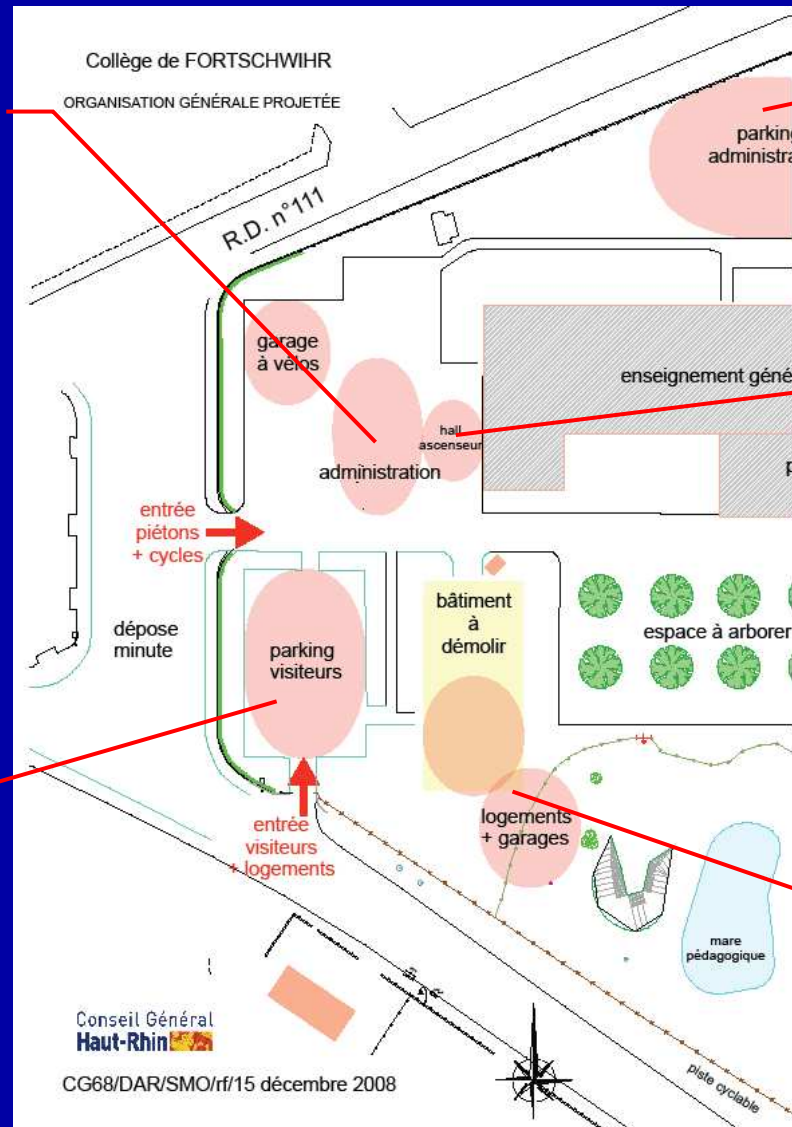 Collège de FORTSCHWIHR
ORGANISATION GÉNÉRALE PROJETÉE
R.D. n°111
parking
administra
garage
à vélos
enseignement géné
hall
ascenseur
administration
p
entrée
piétons
+ cycles
bâtiment
à
démolir
dépose
minute
parking
visiteurs
espace à arborer
entrée
visiteurs
+ logements
logements
+ garages
mare
pédagogique
piste cyclable
Conseil Général
Haut-Rhin
CG68/DAR/SMO/rf/15 décembre 2008